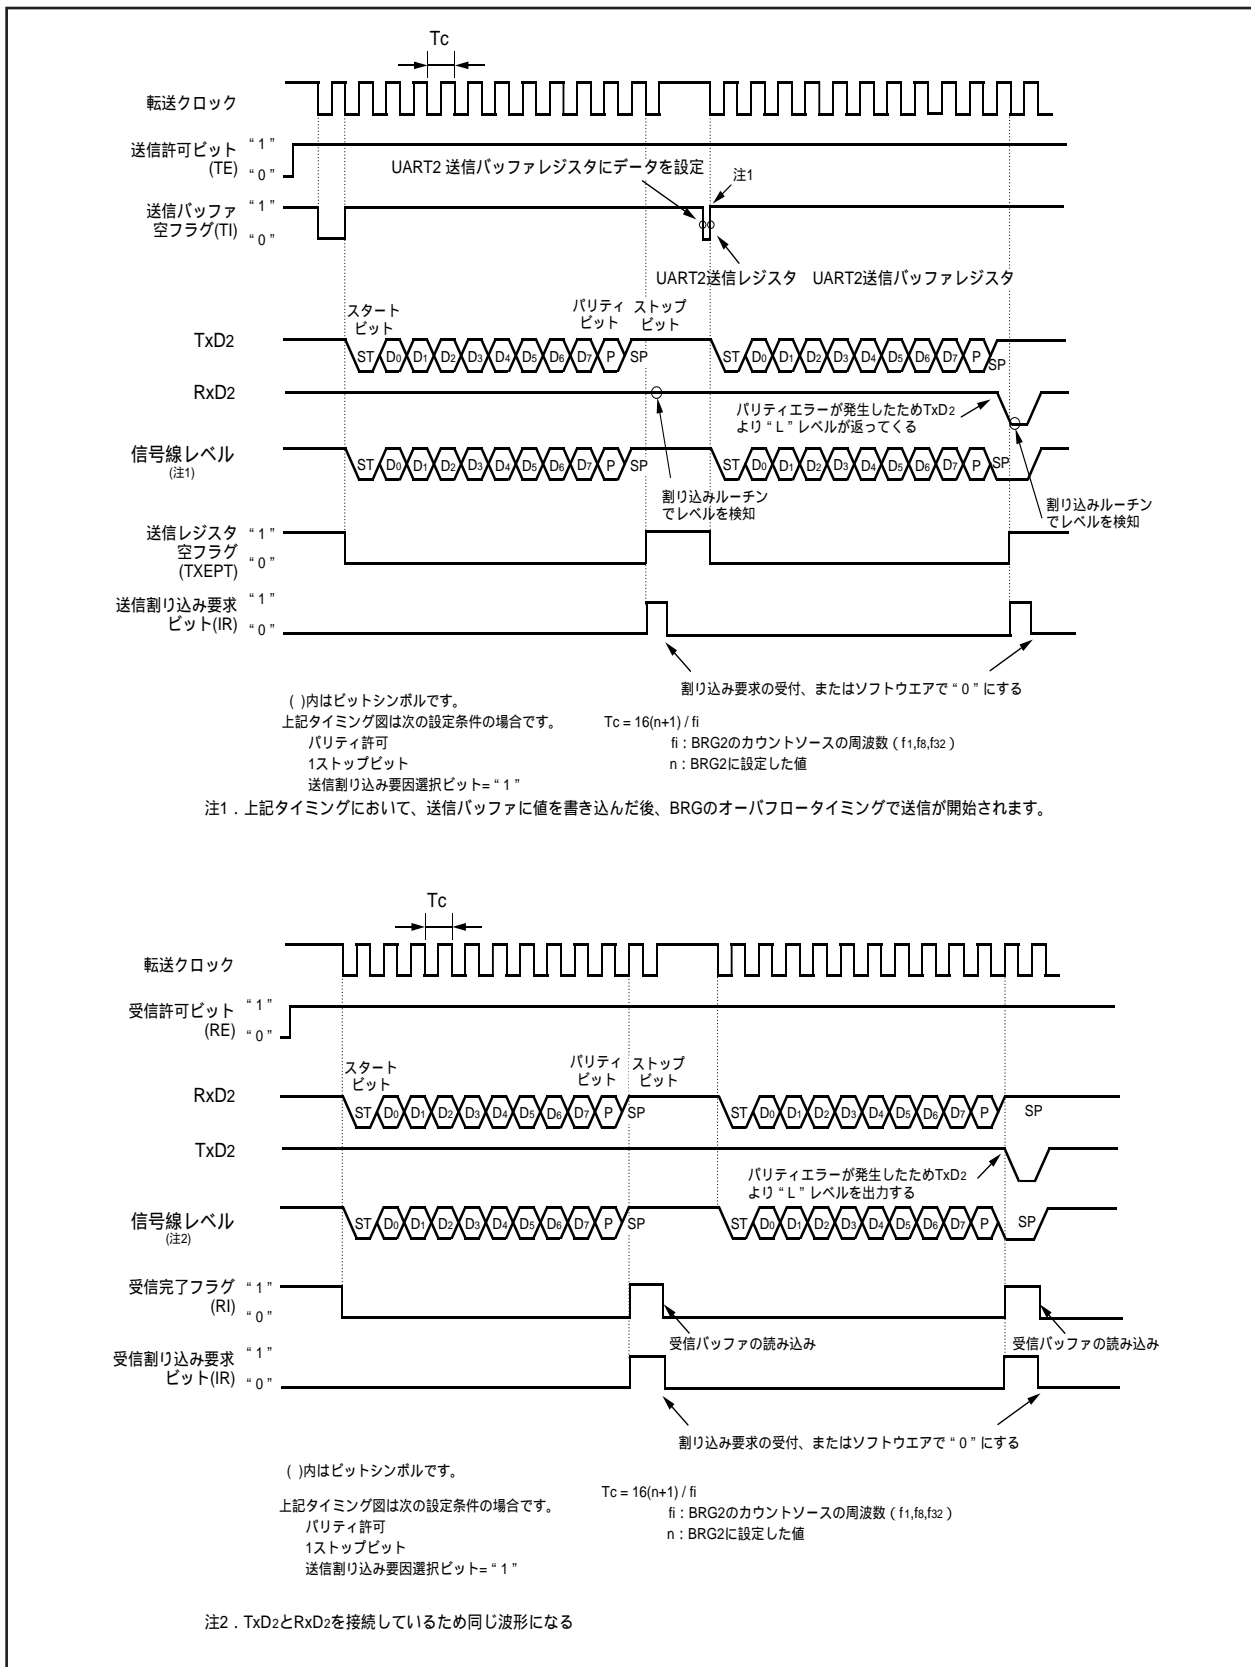 Tc
転送クロック
送信許可ビット
(TE)
“ 1 ”
“ 0 ”
UART2 送信バッファレジスタにデータを設定
注1
送信バッファ
空フラグ(TI)
“ 1 ”
“ 0 ”
UART2送信レジスタ UART2送信バッファレジスタ
スタート
ビット
パリティ
ビット
ストップ
ビット
TxD2
ST D0 D1 D2 D3 D4 D5 D6 D7 P SP
ST D0 D1 D2 D3 D4 D5 D6 D7 P SP
RxD2
パリティエラーが発生したためTxD2
より “ L ” レベルが返ってくる
信号線レベル
(注1)
ST D0 D1 D2 D3 D4 D5 D6 D7 P SP
ST D0 D1 D2 D3 D4 D5 D6 D7 P SP
割り込みルーチン
でレベルを検知
割り込みルーチン
でレベルを検知
送信レジスタ
空フラグ
(TXEPT)
“ 1 ”
“ 0 ”
送信割り込み要求
ビット(IR)
“ 1 ”
“ 0 ”
割り込み要求の受付、またはソフトウエアで “ 0 ” にする
( )内はビットシンボルです。
上記タイミング図は次の設定条件の場合です。
パリティ許可
1ストップビット
送信割り込み要因選択ビット= “ 1 ”
Tc = 16(n+1) / fi
fi : BRG2のカウントソースの周波数 ( f1,f8,f32 )
n : BRG2に設定した値
注1 . 上記タイミングにおいて、送信バッファに値を書き込んだ後、BRGのオーバフロータイミングで送信が開始されます。
Tc
転送クロック
受信許可ビット
(RE)
“ 1 ”
“ 0 ”
スタート
ビット
パリティ
ビット
ストップ
ビット
RxD2
ST D0 D1 D2 D3 D4 D5 D6 D7 P SP
ST D0 D1 D2 D3 D4 D5 D6 D7 P SP
TxD2
パリティエラーが発生したためTxD2
より “ L ” レベルを出力する
信号線レベル
(注2)
ST D0 D1 D2 D3 D4 D5 D6 D7 P SP
ST D0 D1 D2 D3 D4 D5 D6 D7 P SP
受信完了フラグ
(RI)
“ 1 ”
“ 0 ”
受信バッファの読み込み
受信バッファの読み込み
受信割り込み要求
ビット(IR)
“ 1 ”
“ 0 ”
割り込み要求の受付、またはソフトウエアで “ 0 ” にする
( )内はビットシンボルです。
上記タイミング図は次の設定条件の場合です。
パリティ許可
1ストップビット
送信割り込み要因選択ビット= “ 1 ”
Tc = 16(n+1) / fi
fi : BRG2のカウントソースの周波数 ( f1,f8,f32 )
n : BRG2に設定した値
注2 . TxD2とRxD2を接続しているため同じ波形になる